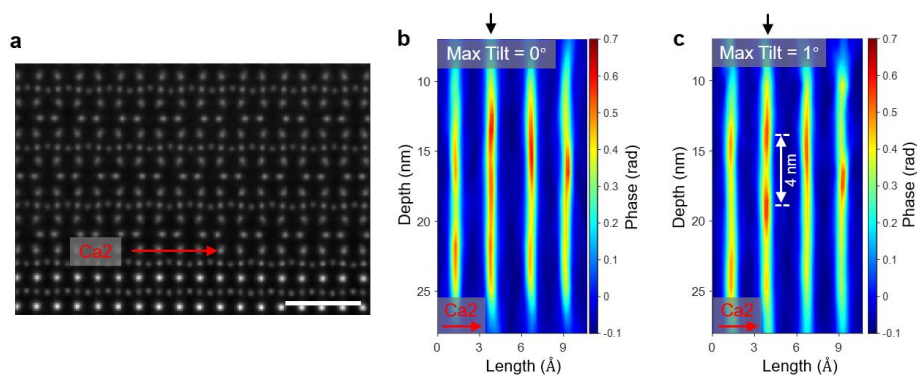 a
Ca2
b
Max Tilt = 0°
Depth (nm)
10
15
20
25
Ca2
0
3
6
9
Length (Å)
0.7
0.6
0.5
0.4
0.3
0.2
0.1
0
-0.1
Phase (rad)
c
Max Tilt = 1°
Depth (nm)
10
15
20
25
4 nm
Ca2
0
3
6
9
Length (Å)
0.7
0.6
0.5
0.4
0.3
0.2
0.1
0
-0.1
Phase (rad)